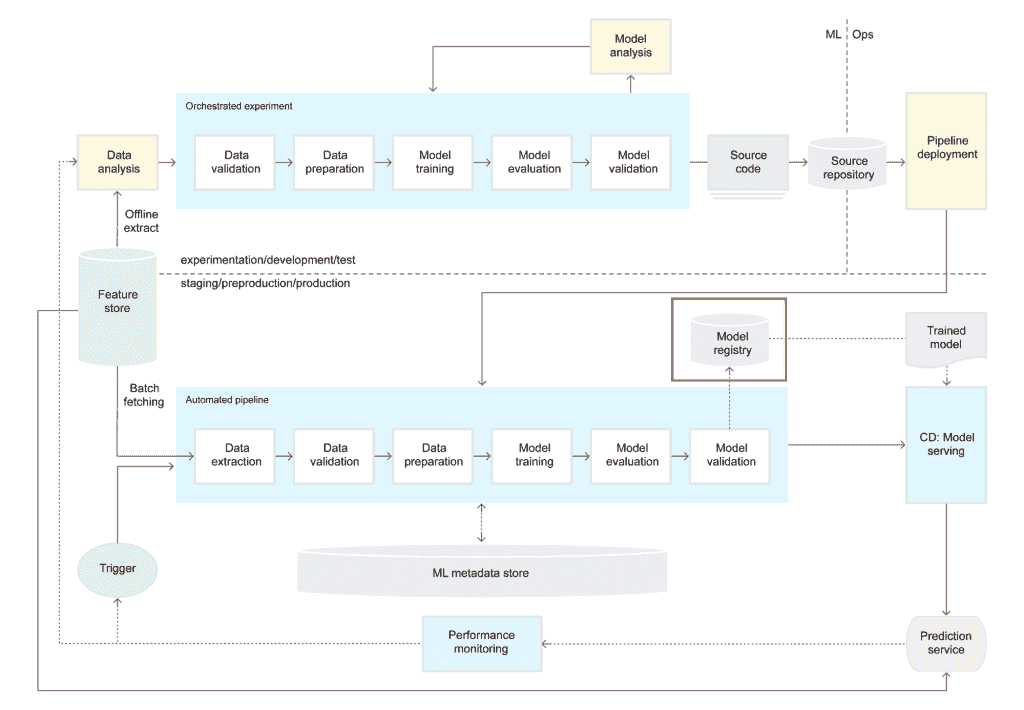 ML
Ops
Model
analysis
Orchestrated experiment
Data
analysis
Data
validation
Data
preparation
Model
training
Model
evaluation
Model
validation
Source
code
Source
repository
Pipeline
deployment
Offline
extract
experimentation/development/test
staging/preproduction/production
Feature
store
Model
registry
Trained
model
Batch
fetching
Automated pipeline
Data
extraction
Data
validation
Data
preparation
Model
training
Model
evaluation
Model
validation
CD: Model
serving
Trigger
ML metadata store
Performance
monitoring
Prediction
service